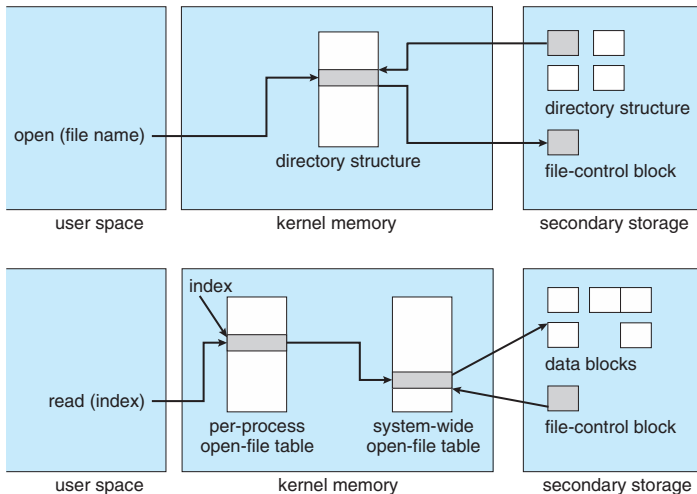 open (file name)
directory structure
directory structure
file-control block
user space
kernel memory
secondary storage
index
read (index)
per-process
open-file table
system-wide
open-file table
data blocks
file-control block
user space
kernel memory
secondary storage